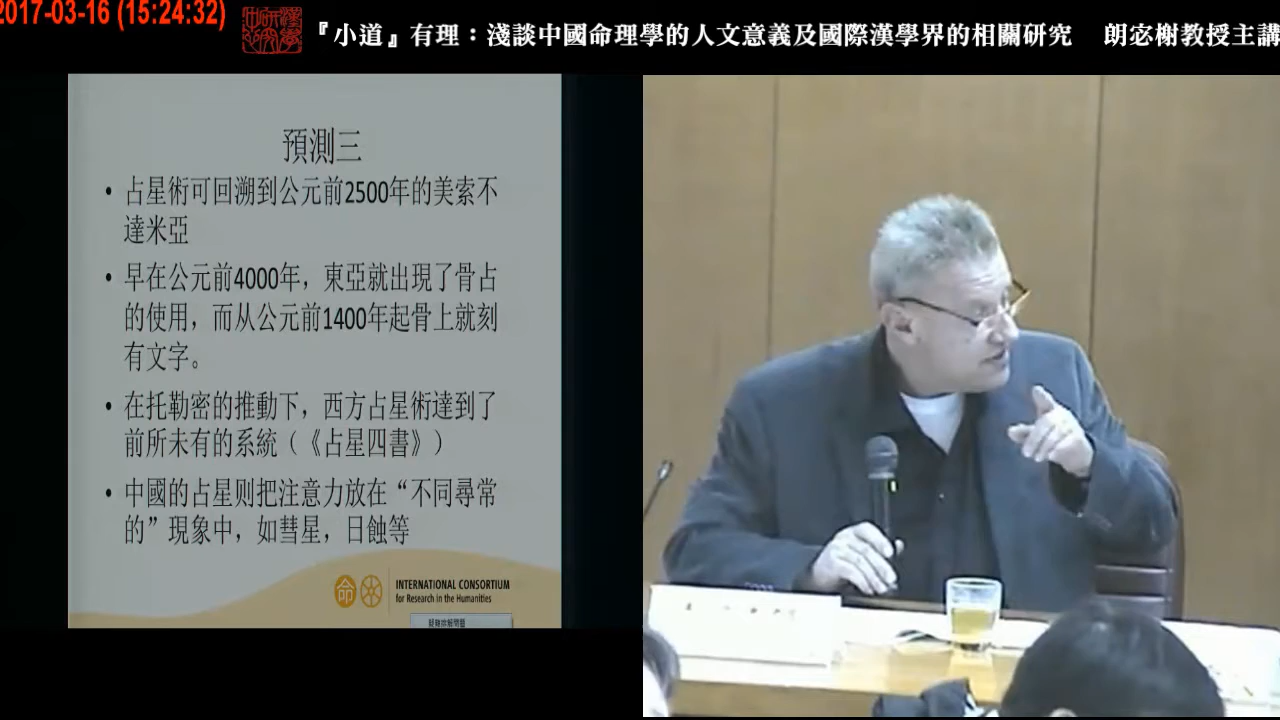 2017-03-16 (15:24:32)
『小道』有理：淺談中國命理學的人文意義及國際漢學界的相關研究　朗宓榭教授主講
預測三
• 占星術可回溯到公元前2500年的美索不
達米亞
• 早在公元前4000年，東亞就出現了骨占
的使用，而从公元前1400年起骨上就刻
有文字。
• 在托勒密的推動下，西方占星術達到了
前所未有的系統（《占星四書》）
• 中國的占星则把注意力放在“不同尋常
的”現象中，如彗星，日蝕等
命
INTERNATIONAL CONSORTIUM
for Research in the Humanities